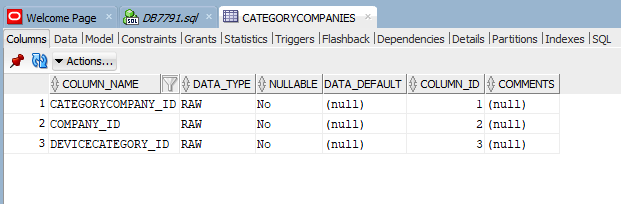 Welcome Page DB7791.sql CATEGORYCOMPANIES
Columns Data Model Constraints Grants Statistics Triggers Flashback Dependencies Details Partitions Indexes SQL
Actions...
COLUMN_NAME DATA_TYPE NULLABLE DATA_DEFAULT COLUMN_ID COMMENTS
1 CATEGORYCOMPANY_ID RAW No (null) 1 (null)
2 COMPANY_ID RAW No (null) 2 (null)
3 DEVICECATEGORY_ID RAW No (null) 3 (null)